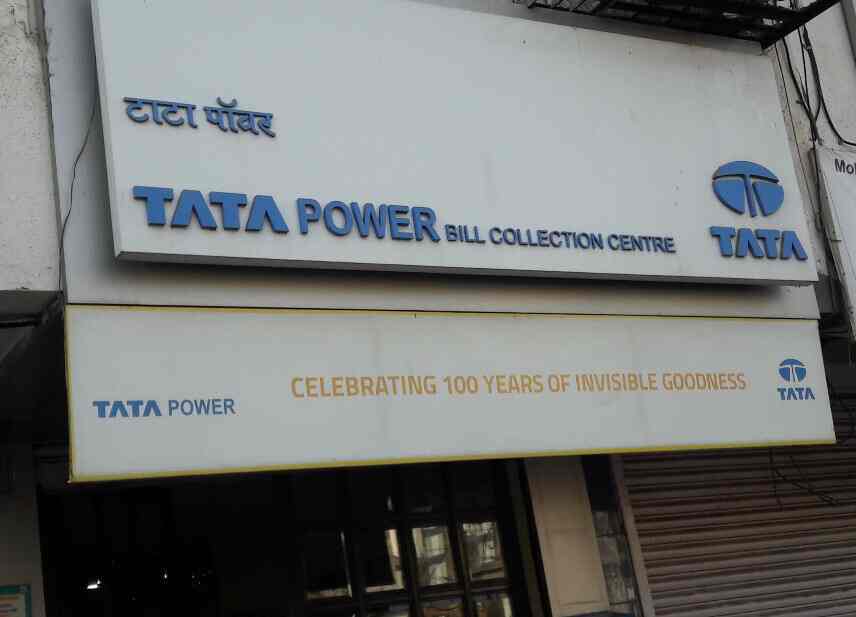 टाटा पॉवर
TATA POWER BILL COLLECTION CENTRE
TATA
TATA POWER
CELEBRATING 100 YEARS OF INVISIBLE GOODNESS
TATA